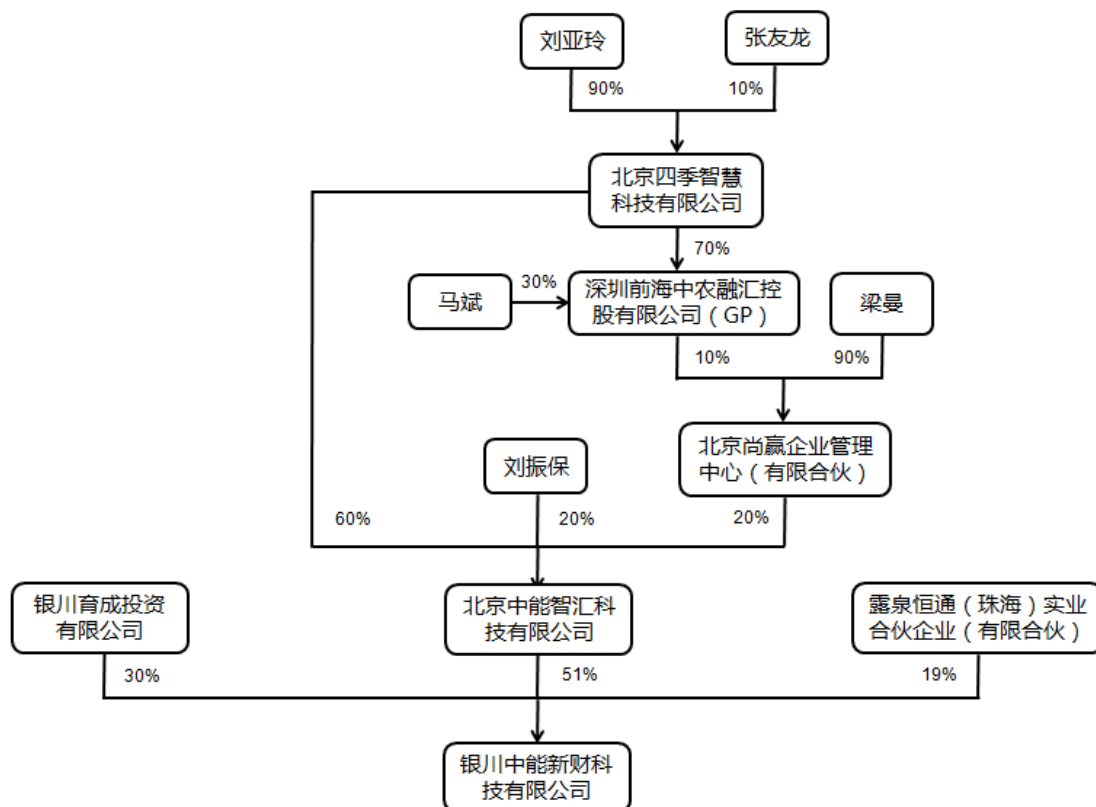 刘亚玲
张友龙
90%
10%
北京四季智慧
科技有限公司
70%
马斌
30%
深圳前海中农融汇控
股有限公司（GP）
梁曼
10%
90%
刘振保
北京尚赢企业管理
中心（有限合伙）
60%
20%
20%
银川育成投资
有限公司
北京中能智汇科
技有限公司
露泉恒通（珠海）实业
合伙企业（有限合伙）
30%
51%
19%
银川中能新财科
技有限公司